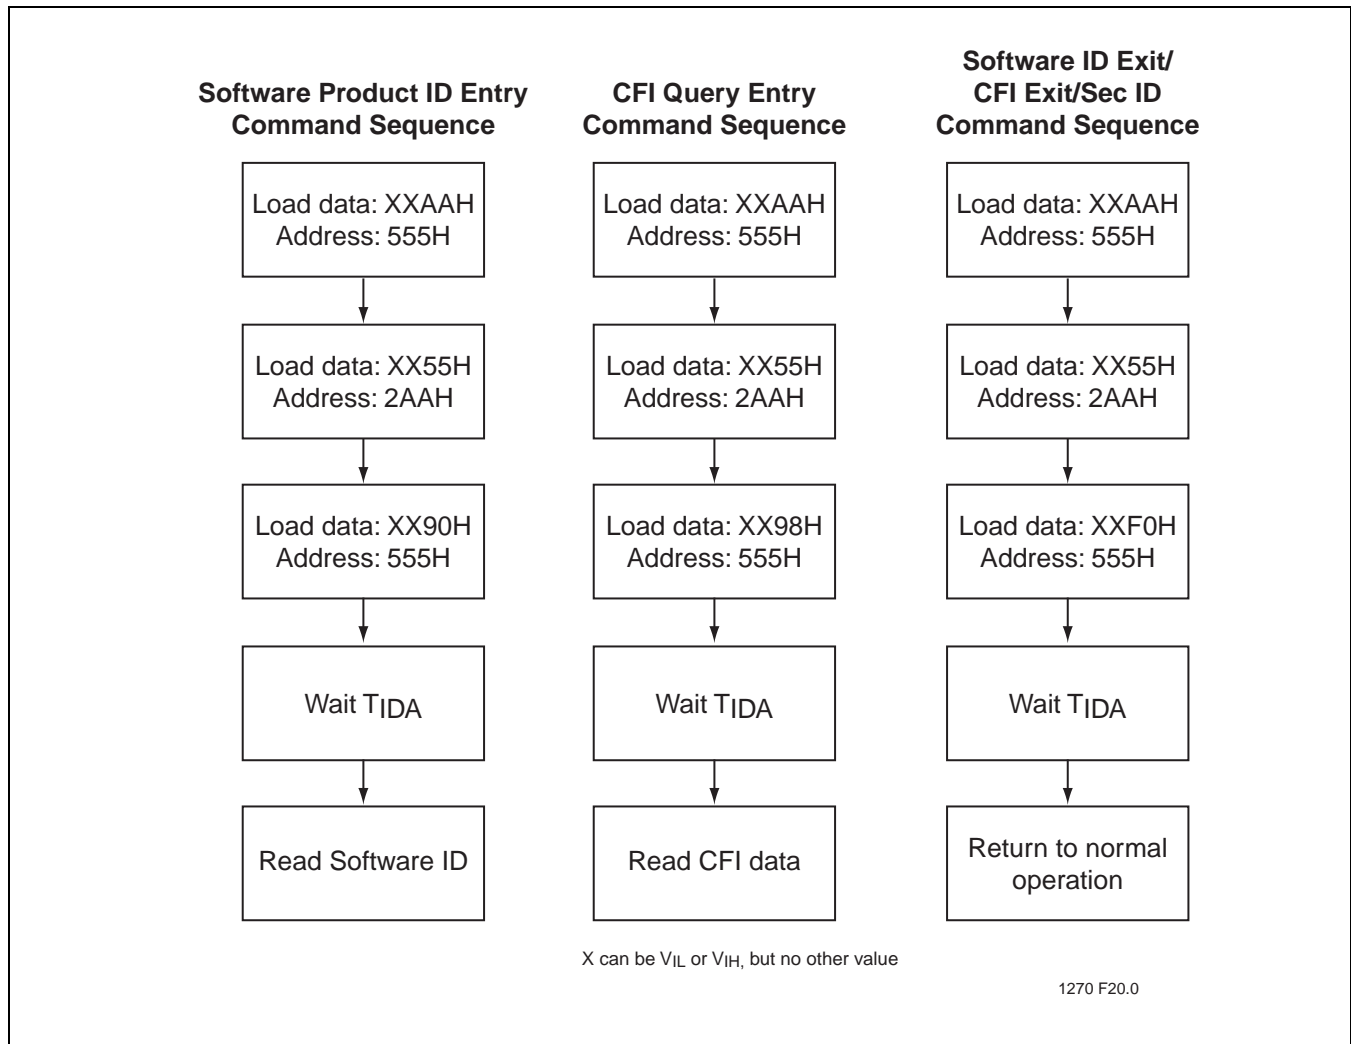 Software Product ID Entry
Command Sequence
Load data: XXAAH
Address: 555H
Load data: XX55H
Address: 2AAH
Load data: XX90H
Address: 555H
Wait TIDA
Read Software ID
CFI Query Entry
Command Sequence
Load data: XXAAH
Address: 555H
Load data: XX55H
Address: 2AAH
Load data: XX98H
Address: 555H
Wait TIDA
Read CFI data
Software ID Exit/
CFI Exit/Sec ID
Command Sequence
Load data: XXAAH
Address: 555H
Load data: XX55H
Address: 2AAH
Load data: XXF0H
Address: 555H
Wait TIDA
Return to normal
operation
X can be VIL or VIH, but no other value
1270 F20.0